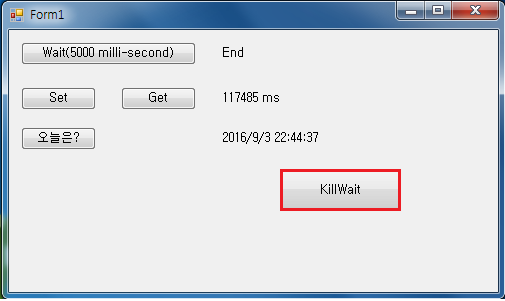 Form1
Wait(5000 milli-second) End
Set Get 117485 ms
오늘은? 2016/9/3 22:44:37
KillWait